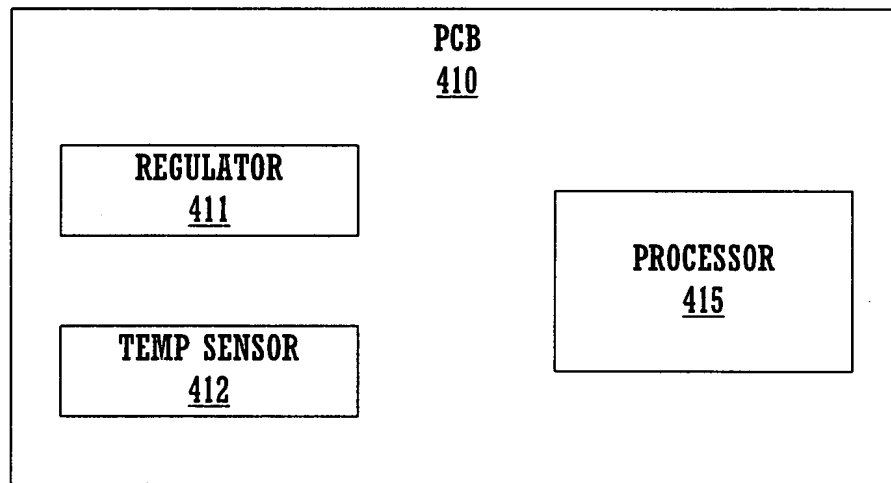 PCB
410
REGULATOR
411
PROCESSOR
415
TEMP SENSOR
412